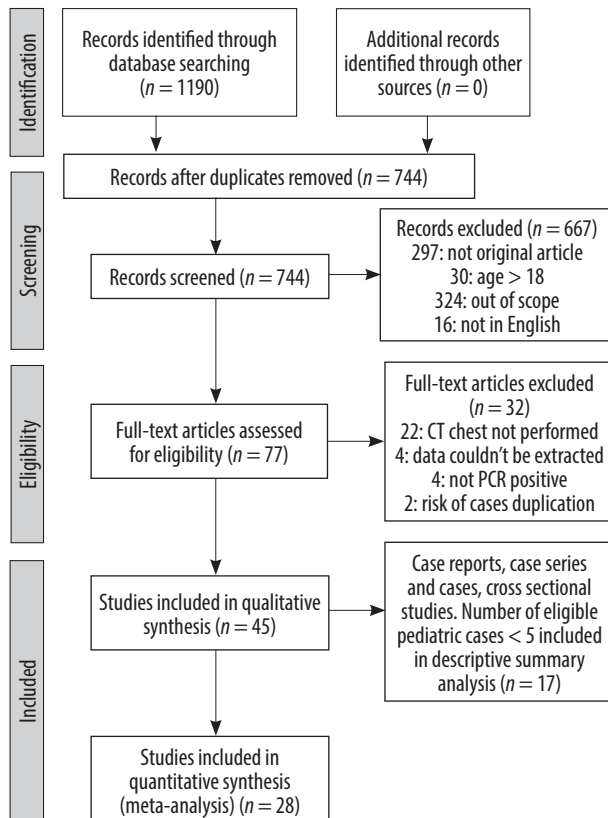 Identification
Records identified through
database searching
(n = 1190)
Additional records
identified through other
sources (n = 0)
Records after duplicates removed (n = 744)
Screening
Records screened (n = 744)
Records excluded (n = 667)
297: not original article
30: age > 18
324: out of scope
16: not in English
Eligibility
Full-text articles assessed
for eligibility (n = 77)
Full-text articles excluded
(n = 32)
22: CT chest not performed
4: data couldn't be extracted
4: not PCR positive
2: risk of cases duplication
Included
Studies included in qualitative
synthesis (n = 45)
Case reports, case series
and cases, cross sectional
studies. Number of eligible
pediatric cases < 5 included
in descriptive summary
analysis (n = 17)
Studies included in
quantitative synthesis
(meta-analysis) (n = 28)